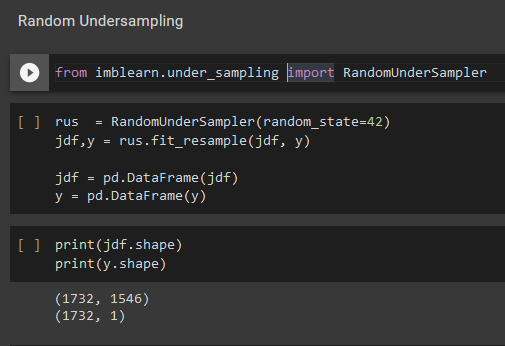 Random Undersampling
from imblearn.under_sampling import RandomUnderSampler
[ ] rus  = RandomUnderSampler(random_state=42)
jdf,y = rus.fit_resample(jdf, y)
jdf = pd.DataFrame(jdf)
y = pd.DataFrame(y)
[ ] print(jdf.shape)
print(y.shape)
(1732, 1546)
(1732, 1)